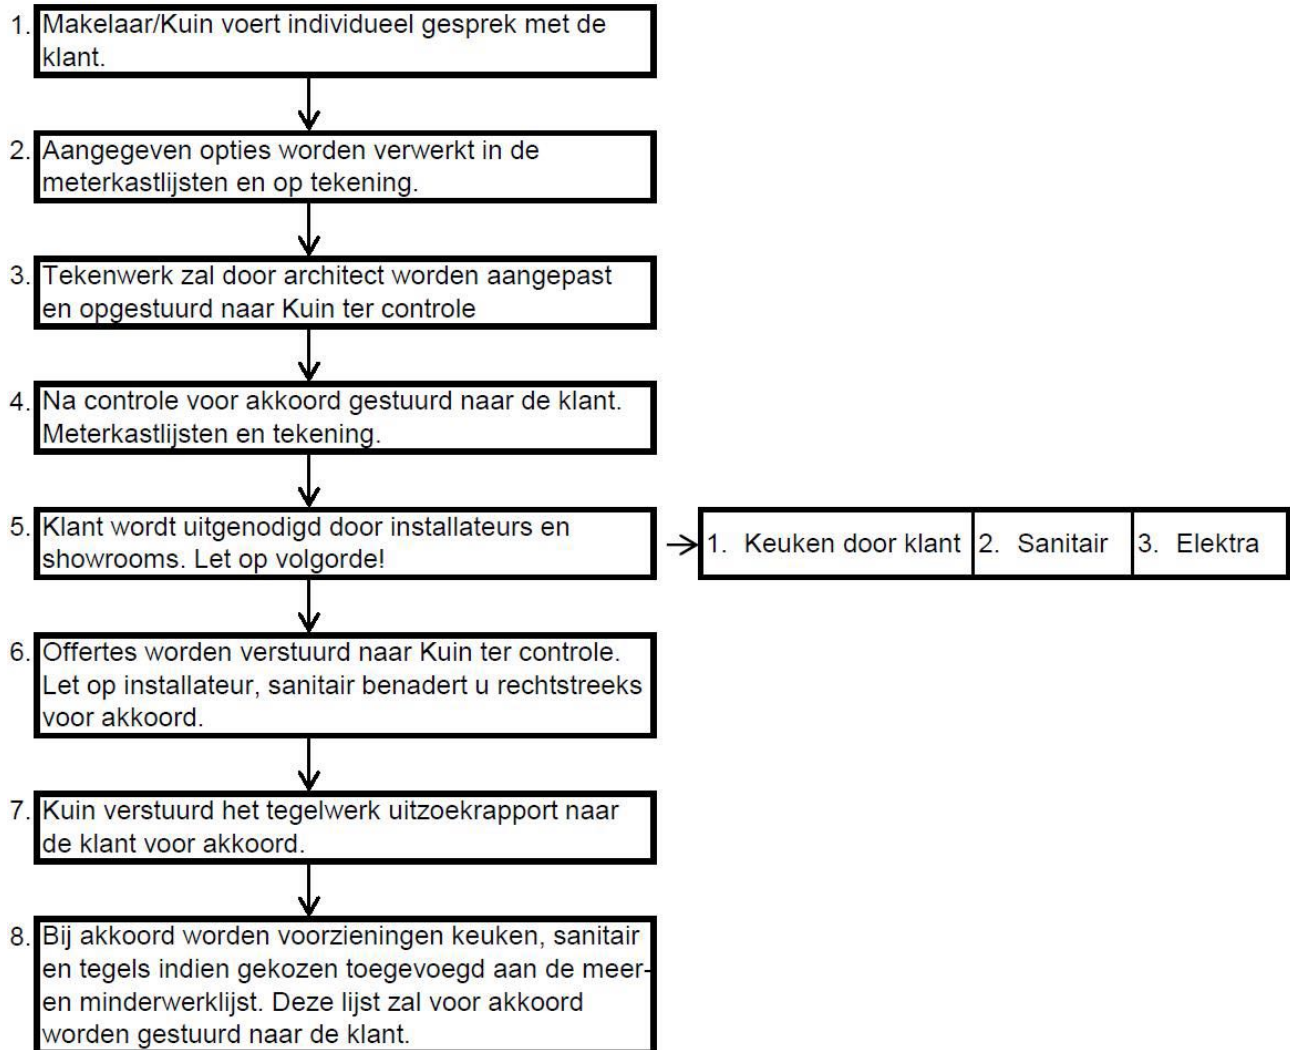 1. Makelaar/Kuin voert individueel gesprek met de
klant.
2. Aangegeven opties worden verwerkt in de
meterkastlijsten en op tekening.
3. Tekenwerk zal door architect worden aangepast
en opgestuurd naar Kuin ter controle
4. Na controle voor akkoord gestuurd naar de klant.
Meterkastlijsten en tekening.
5. Klant wordt uitgenodigd door installateurs en
showrooms. Let op volgorde!
1. Keuken door klant
2. Sanitair
3. Elektra
6. Offertes worden verstuurd naar Kuin ter controle.
Let op installateur, sanitair benadert u rechtstreeks
voor akkoord.
7. Kuin verstuurd het tegelwerk uitzoekrapport naar
de klant voor akkoord.
8. Bij akkoord worden voorzieningen keuken, sanitair
en tegels indien gekozen toegevoegd aan de meer-
en minderwerklijst. Deze lijst zal voor akkoord
worden gestuurd naar de klant.